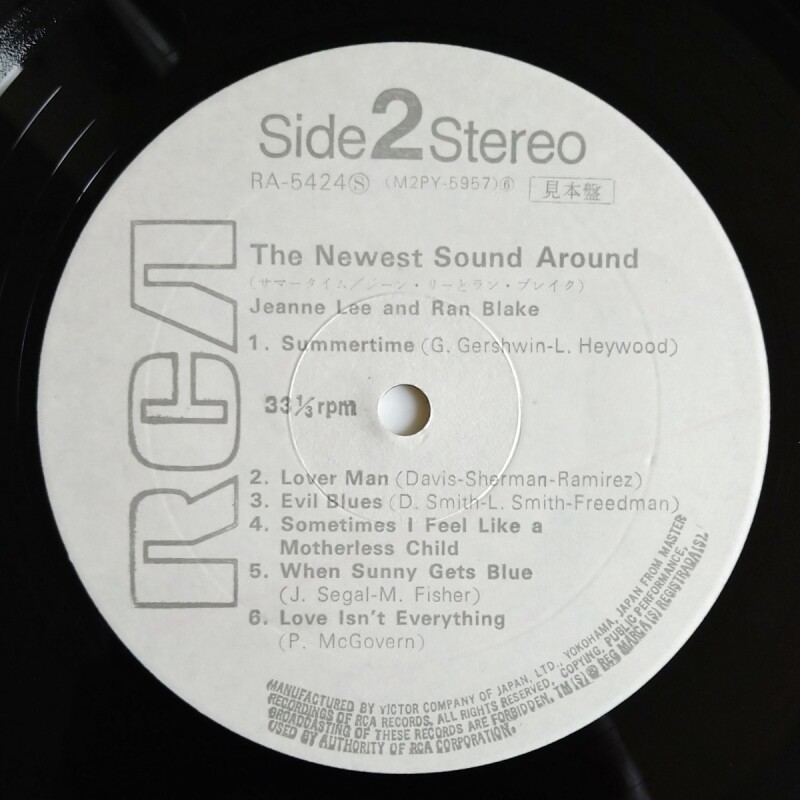 Side 2 Stereo
RA-5424Ⓢ (M2PY-5957)⑥ 見本盤
RCA
The Newest Sound Around
(サマータイム/ジーン・リーとラン・ブレイク)
Jeanne Lee and Ran Blake
1. Summertime (G. Gershwin-L. Heywood)
33⅓ rpm
2. Lover Man (Davis-Sherman-Ramirez)
3. Evil Blues (D. Smith-L. Smith-Freedman)
4. Sometimes I Feel Like a
Motherless Child
5. When Sunny Gets Blue
(J. Segal-M. Fisher)
6. Love Isn't Everything
(P. McGovern)
MANUFACTURED BY VICTOR COMPANY OF JAPAN, LTD., YOKOHAMA, JAPAN FROM MASTER
RECORDINGS OF RCA RECORDS. ALL RIGHTS RESERVED, COPYING, PUBLIC PERFORMANCE,
BROADCASTING OF THESE RECORDS ARE FORBIDDEN. TM(S)® REG MARCA(S) REGISTRADA(S).
USED BY AUTHORITY OF RCA CORPORATION.